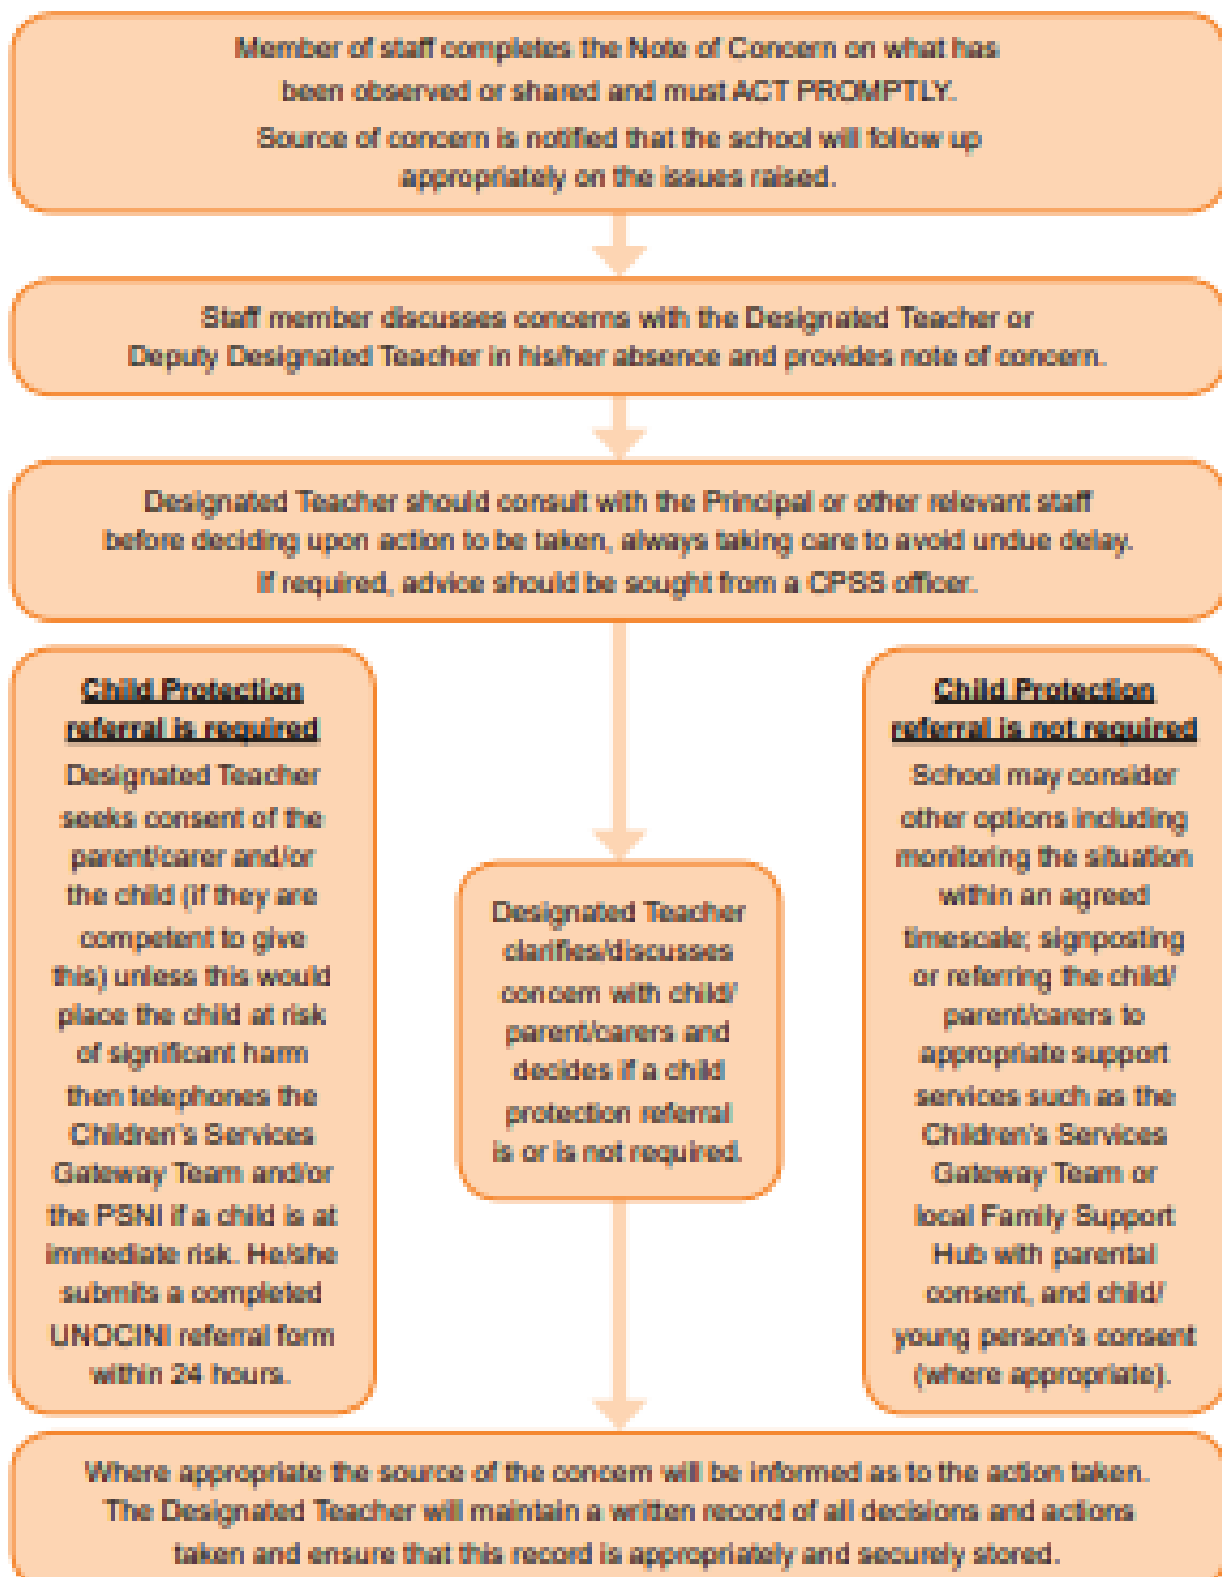 Member of staff completes the Note of Concern on what has
been observed or shared and must ACT PROMPTLY.
Source of concern is notified that the school will follow up
appropriately on the issues raised.
Staff member discusses concerns with the Designated Teacher or
Deputy Designated Teacher in his/her absence and provides note of concern.
Designated Teacher should consult with the Principal or other relevant staff
before deciding upon action to be taken, always taking care to avoid undue delay.
If required, advice should be sought from a CPSS officer.
Child Protection
referral is required
Designated Teacher
seeks consent of the
parent/carer and/or
the child (if they are
competent to give
this) unless this would
place the child at risk
of significant harm
then telephones the
Children's Services
Gateway Team and/or
the PSNI if a child is at
immediate risk. He/she
submits a completed
UNOCINI referral form
within 24 hours.
Designated Teacher
clarifies/discusses
concern with child/
parent/carers and
decides if a child
protection referral
is or is not required.
Child Protection
referral is not required
School may consider
other options including
monitoring the situation
within an agreed
timescale; signposting
or referring the child/
parent/carers to
appropriate support
services such as the
Children's Services
Gateway Team or
local Family Support
Hub with parental
consent, and child/
young person's consent
(where appropriate).
Where appropriate the source of the concern will be informed as to the action taken.
The Designated Teacher will maintain a written record of all decisions and actions
taken and ensure that this record is appropriately and securely stored.